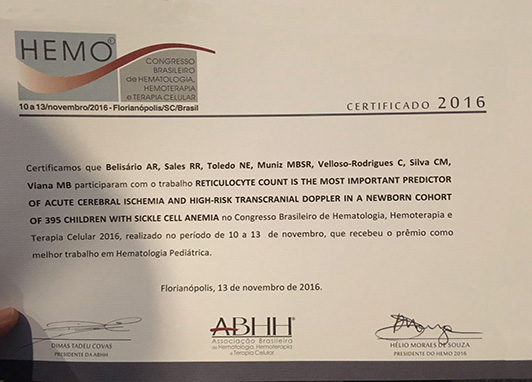 HEMO
CONGRESSO
BRASILEIRO
de HEMATOLOGIA,
HEMOTERAPIA
e TERAPIA CELULAR
10 a 13/novembro/2016 - Florianópolis/SC/Brasil
CERTIFICADO 2016
Certificamos que Belisário AR, Sales RR, Toledo NE, Muniz MBSR, Velloso-Rodrigues C, Silva CM,
Viana MB participaram com o trabalho RETICULOCYTE COUNT IS THE MOST IMPORTANT PREDICTOR
OF ACUTE CEREBRAL ISCHEMIA AND HIGH-RISK TRANSCRANIAL DOPPLER IN A NEWBORN COHORT
OF 395 CHILDREN WITH SICKLE CELL ANEMIA no Congresso Brasileiro de Hematologia, Hemoterapia e
Terapia Celular 2016, realizado no período de 10 a 13 de novembro, que recebeu o prêmio como
melhor trabalho em Hematologia Pediátrica.
Florianópolis, 13 de novembro de 2016.
DIMAS TADEU COVAS
PRESIDENTE DA ABHH
ABHH
Associação Brasileira
de Hematologia, Hemoterapia
e Terapia Celular
HÉLIO MORAES DE SOUZA
PRESIDENTE DO HEMO 2016